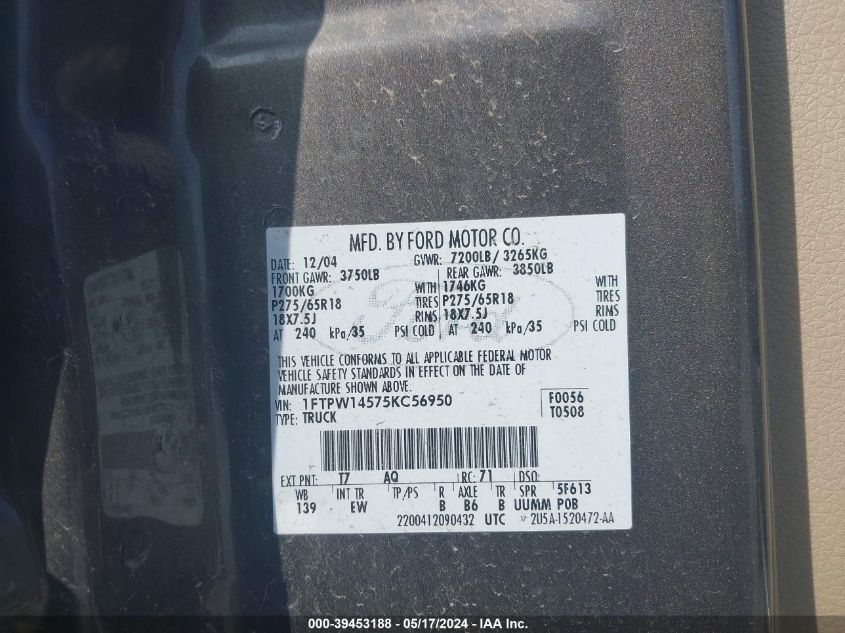 MFD. BY FORD MOTOR CO.
DATE: 12/04 GVWR: 7200LB/ 3265KG
FRONT GAWR: 3750LB REAR GAWR: 3850LB
1700KG WITH 1746KG WITH
P275/65R18 TIRES P275/65R18 TIRES
18X7.5J RIMS 18X7.5J RIMS
AT 240 kPa/35 PSI COLD AT 240 kPa/35 PSI COLD
Ford
THIS VEHICLE CONFORMS TO ALL APPLICABLE FEDERAL MOTOR
VEHICLE SAFETY STANDARDS IN EFFECT ON THE DATE OF
MANUFACTURE SHOWN ABOVE.
VIN: 1FTPW14575KC56950 F0056
TYPE: TRUCK T0508
EXT PNT: T7 AQ RC: 71 DSO:
WB INT TR TP/PS R AXLE TR SPR 5F613
139 EW B B6 B UUMM POB
2200412090432 UTC 2U5A-1520472-AA
000-39453188 - 05/17/2024 - IAA Inc.